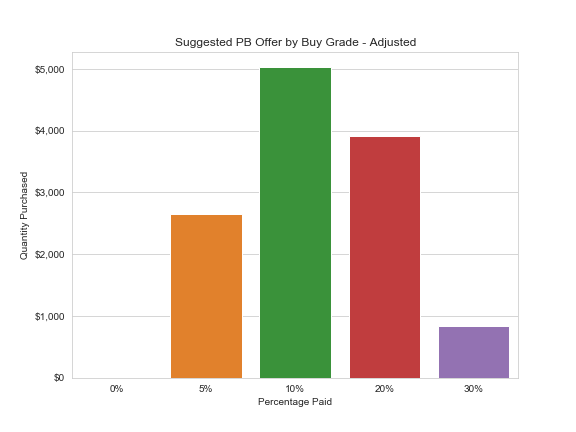 Suggested PB Offer by Buy Grade - Adjusted
Quantity Purchased
$5,000
$4,000
$3,000
$2,000
$1,000
$0
0% 5% 10% 20% 30%
Percentage Paid